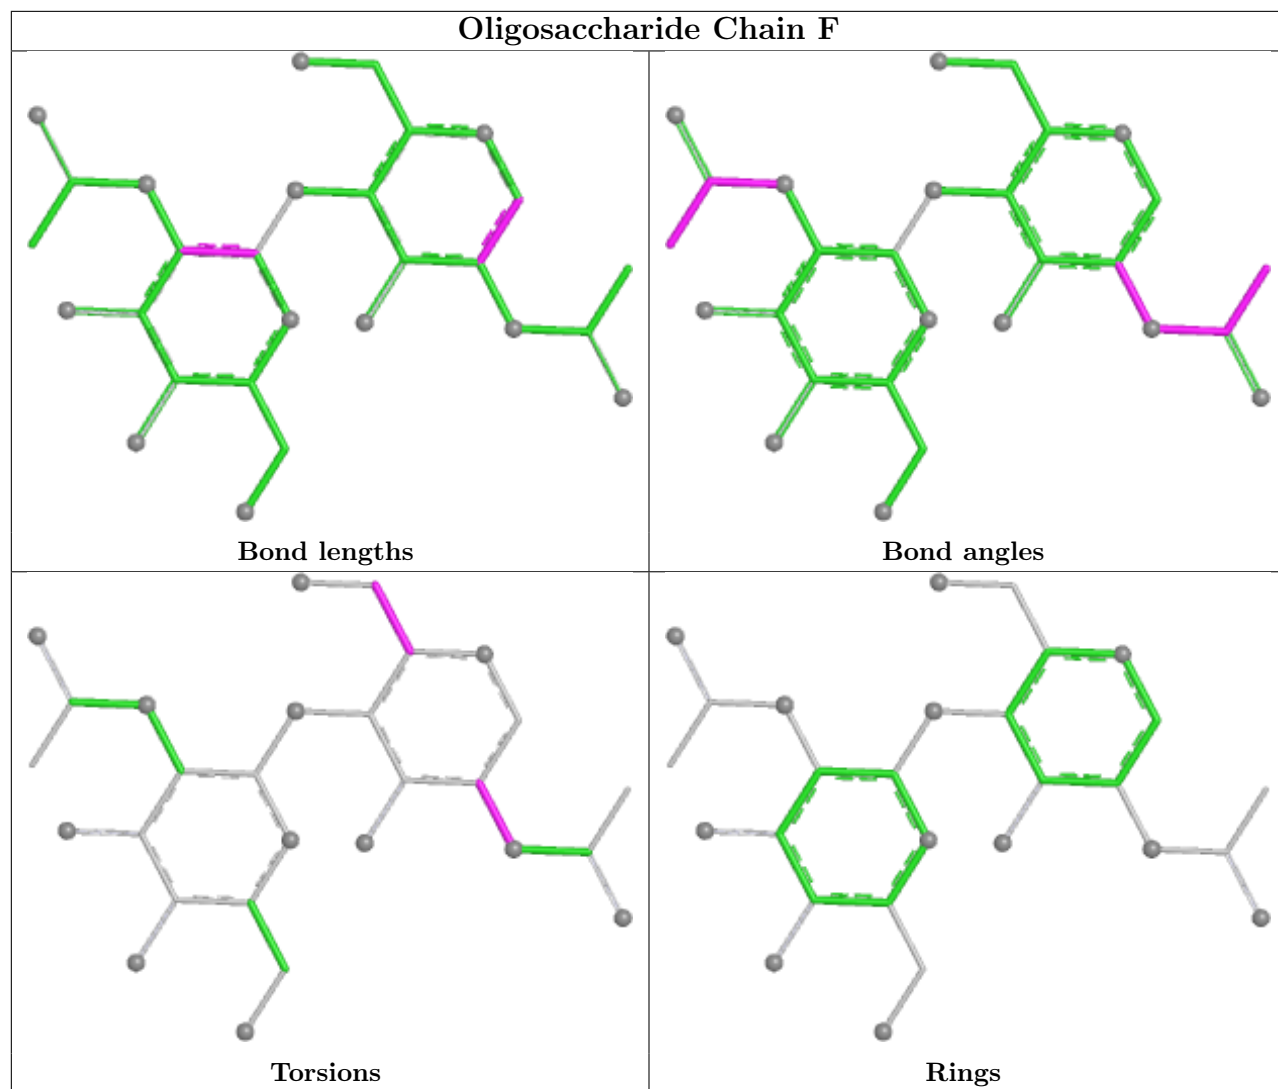 Oligosaccharide Chain F
Bond lengths
Bond angles
Torsions
Rings